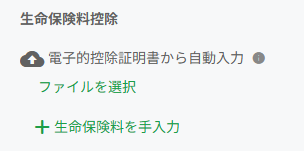 生命保険料控除
電子的控除証明書から自動入力
ファイルを選択
生命保険料を手入力